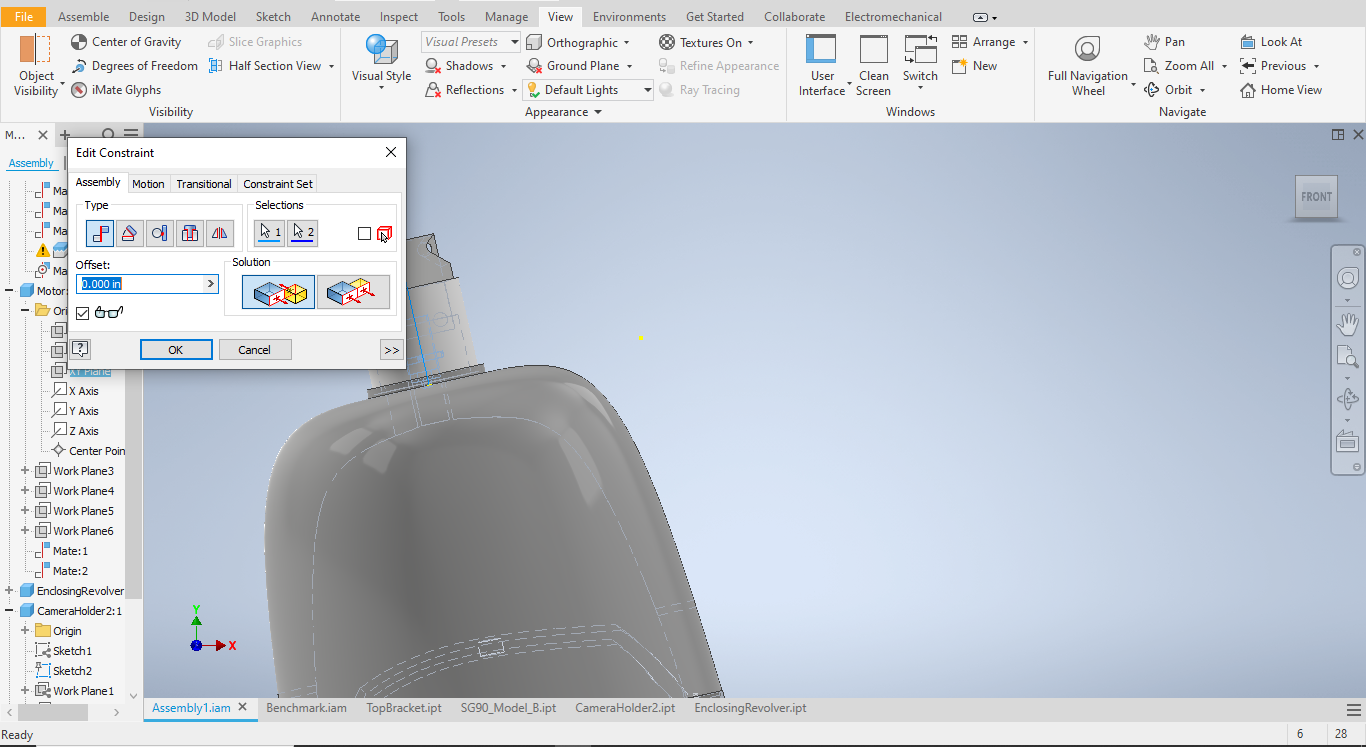 File Assemble Design 3D Model Sketch Annotate Inspect Tools Manage View Environments Get Started Collaborate Electromechanical
Object Visibility
Center of Gravity
Degrees of Freedom
iMate Glyphs
Slice Graphics
Half Section View
Visibility
Visual Style
Visual Presets
Shadows
Reflections
Orthographic
Ground Plane
Default Lights
Textures On
Refine Appearance
Ray Tracing
Appearance
User Interface
Clean Screen
Switch
Arrange
New
Windows
Full Navigation Wheel
Pan
Zoom All
Orbit
Look At
Previous
Home View
Navigate
M...
Assembly
Ma
Ma
Ma
Ma
Motor:
Ori
XY Plane
X Axis
Y Axis
Z Axis
Center Poin
Work Plane3
Work Plane4
Work Plane5
Work Plane6
Mate:1
Mate:2
EnclosingRevolver
CameraHolder2:1
Origin
Sketch1
Sketch2
Work Plane1
Edit Constraint
Assembly Motion Transitional Constraint Set
Type
Selections
1 2
Offset:
0.000 in
>
Solution
? OK Cancel >>
FRONT
Y
X
Assembly1.iam Benchmark.iam TopBracket.ipt SG90_Model_B.ipt CameraHolder2.ipt EnclosingRevolver.ipt
Ready 6 28